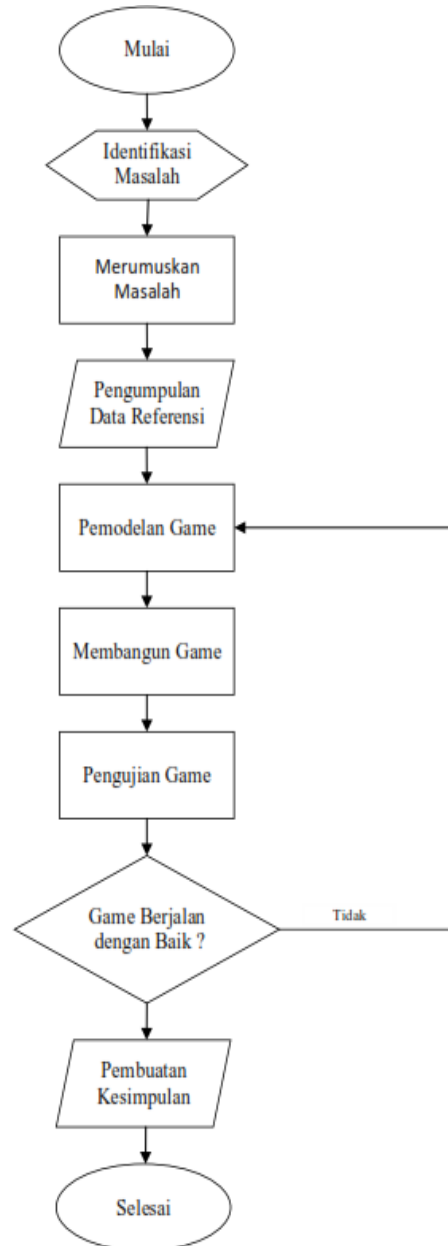 Mulai
Identifikasi
Masalah
Merumuskan
Masalah
Pengumpulan
Data Referensi
Pemodelan Game
Membangun Game
Pengujian Game
Game Berjalan
dengan Baik ?
Tidak
Pembuatan
Kesimpulan
Selesai